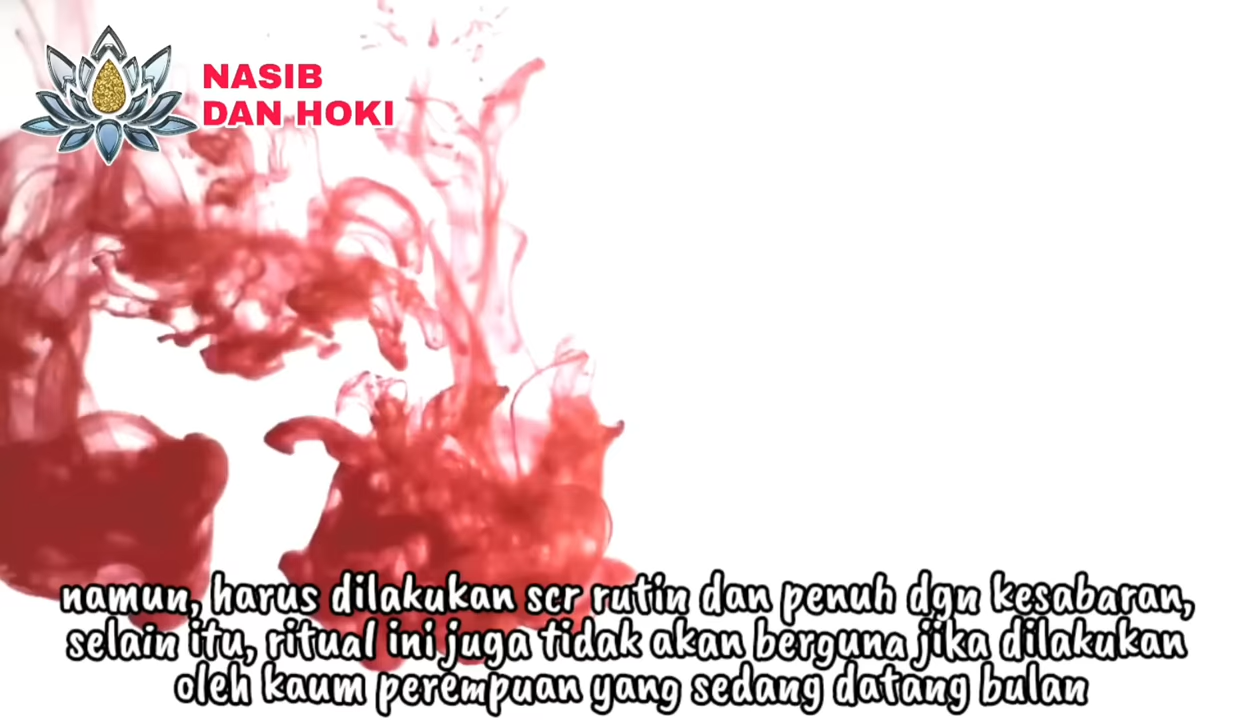 NASIB
DAN HOKI
namun, harus dilakukan scr rutin dan penuh dgn kesabaran,
selain itu, ritual ini juga tidak akan berguna jika dilakukan
oleh kaum perempuan yang sedang datang bulan